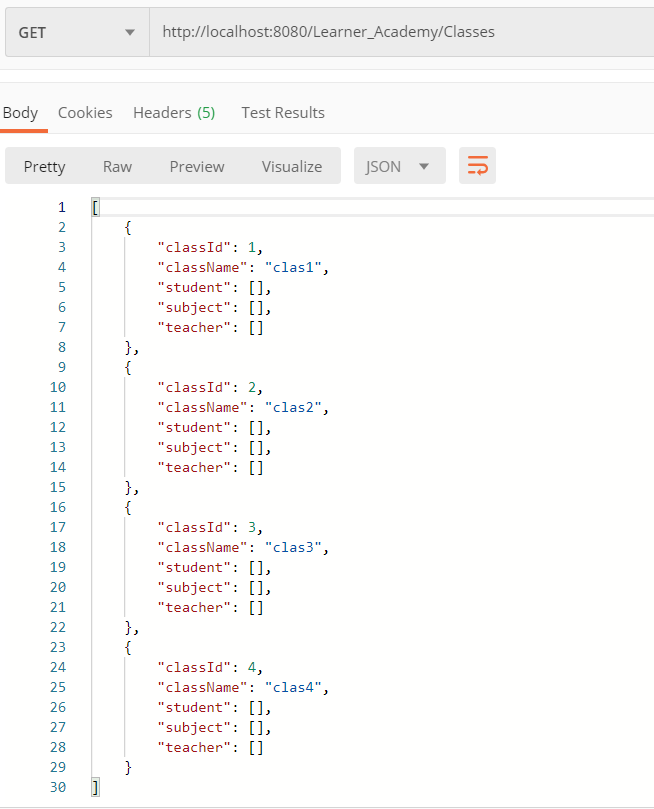 GET http://localhost:8080/Learner_Academy/Classes
Body Cookies Headers (5) Test Results
Pretty Raw Preview Visualize JSON
1 [
2 {
3 "classId": 1,
4 "className": "clas1",
5 "student": [],
6 "subject": [],
7 "teacher": []
8 },
9 {
10 "classId": 2,
11 "className": "clas2",
12 "student": [],
13 "subject": [],
14 "teacher": []
15 },
16 {
17 "classId": 3,
18 "className": "clas3",
19 "student": [],
20 "subject": [],
21 "teacher": []
22 },
23 {
24 "classId": 4,
25 "className": "clas4",
26 "student": [],
27 "subject": [],
28 "teacher": []
29 }
30 ]